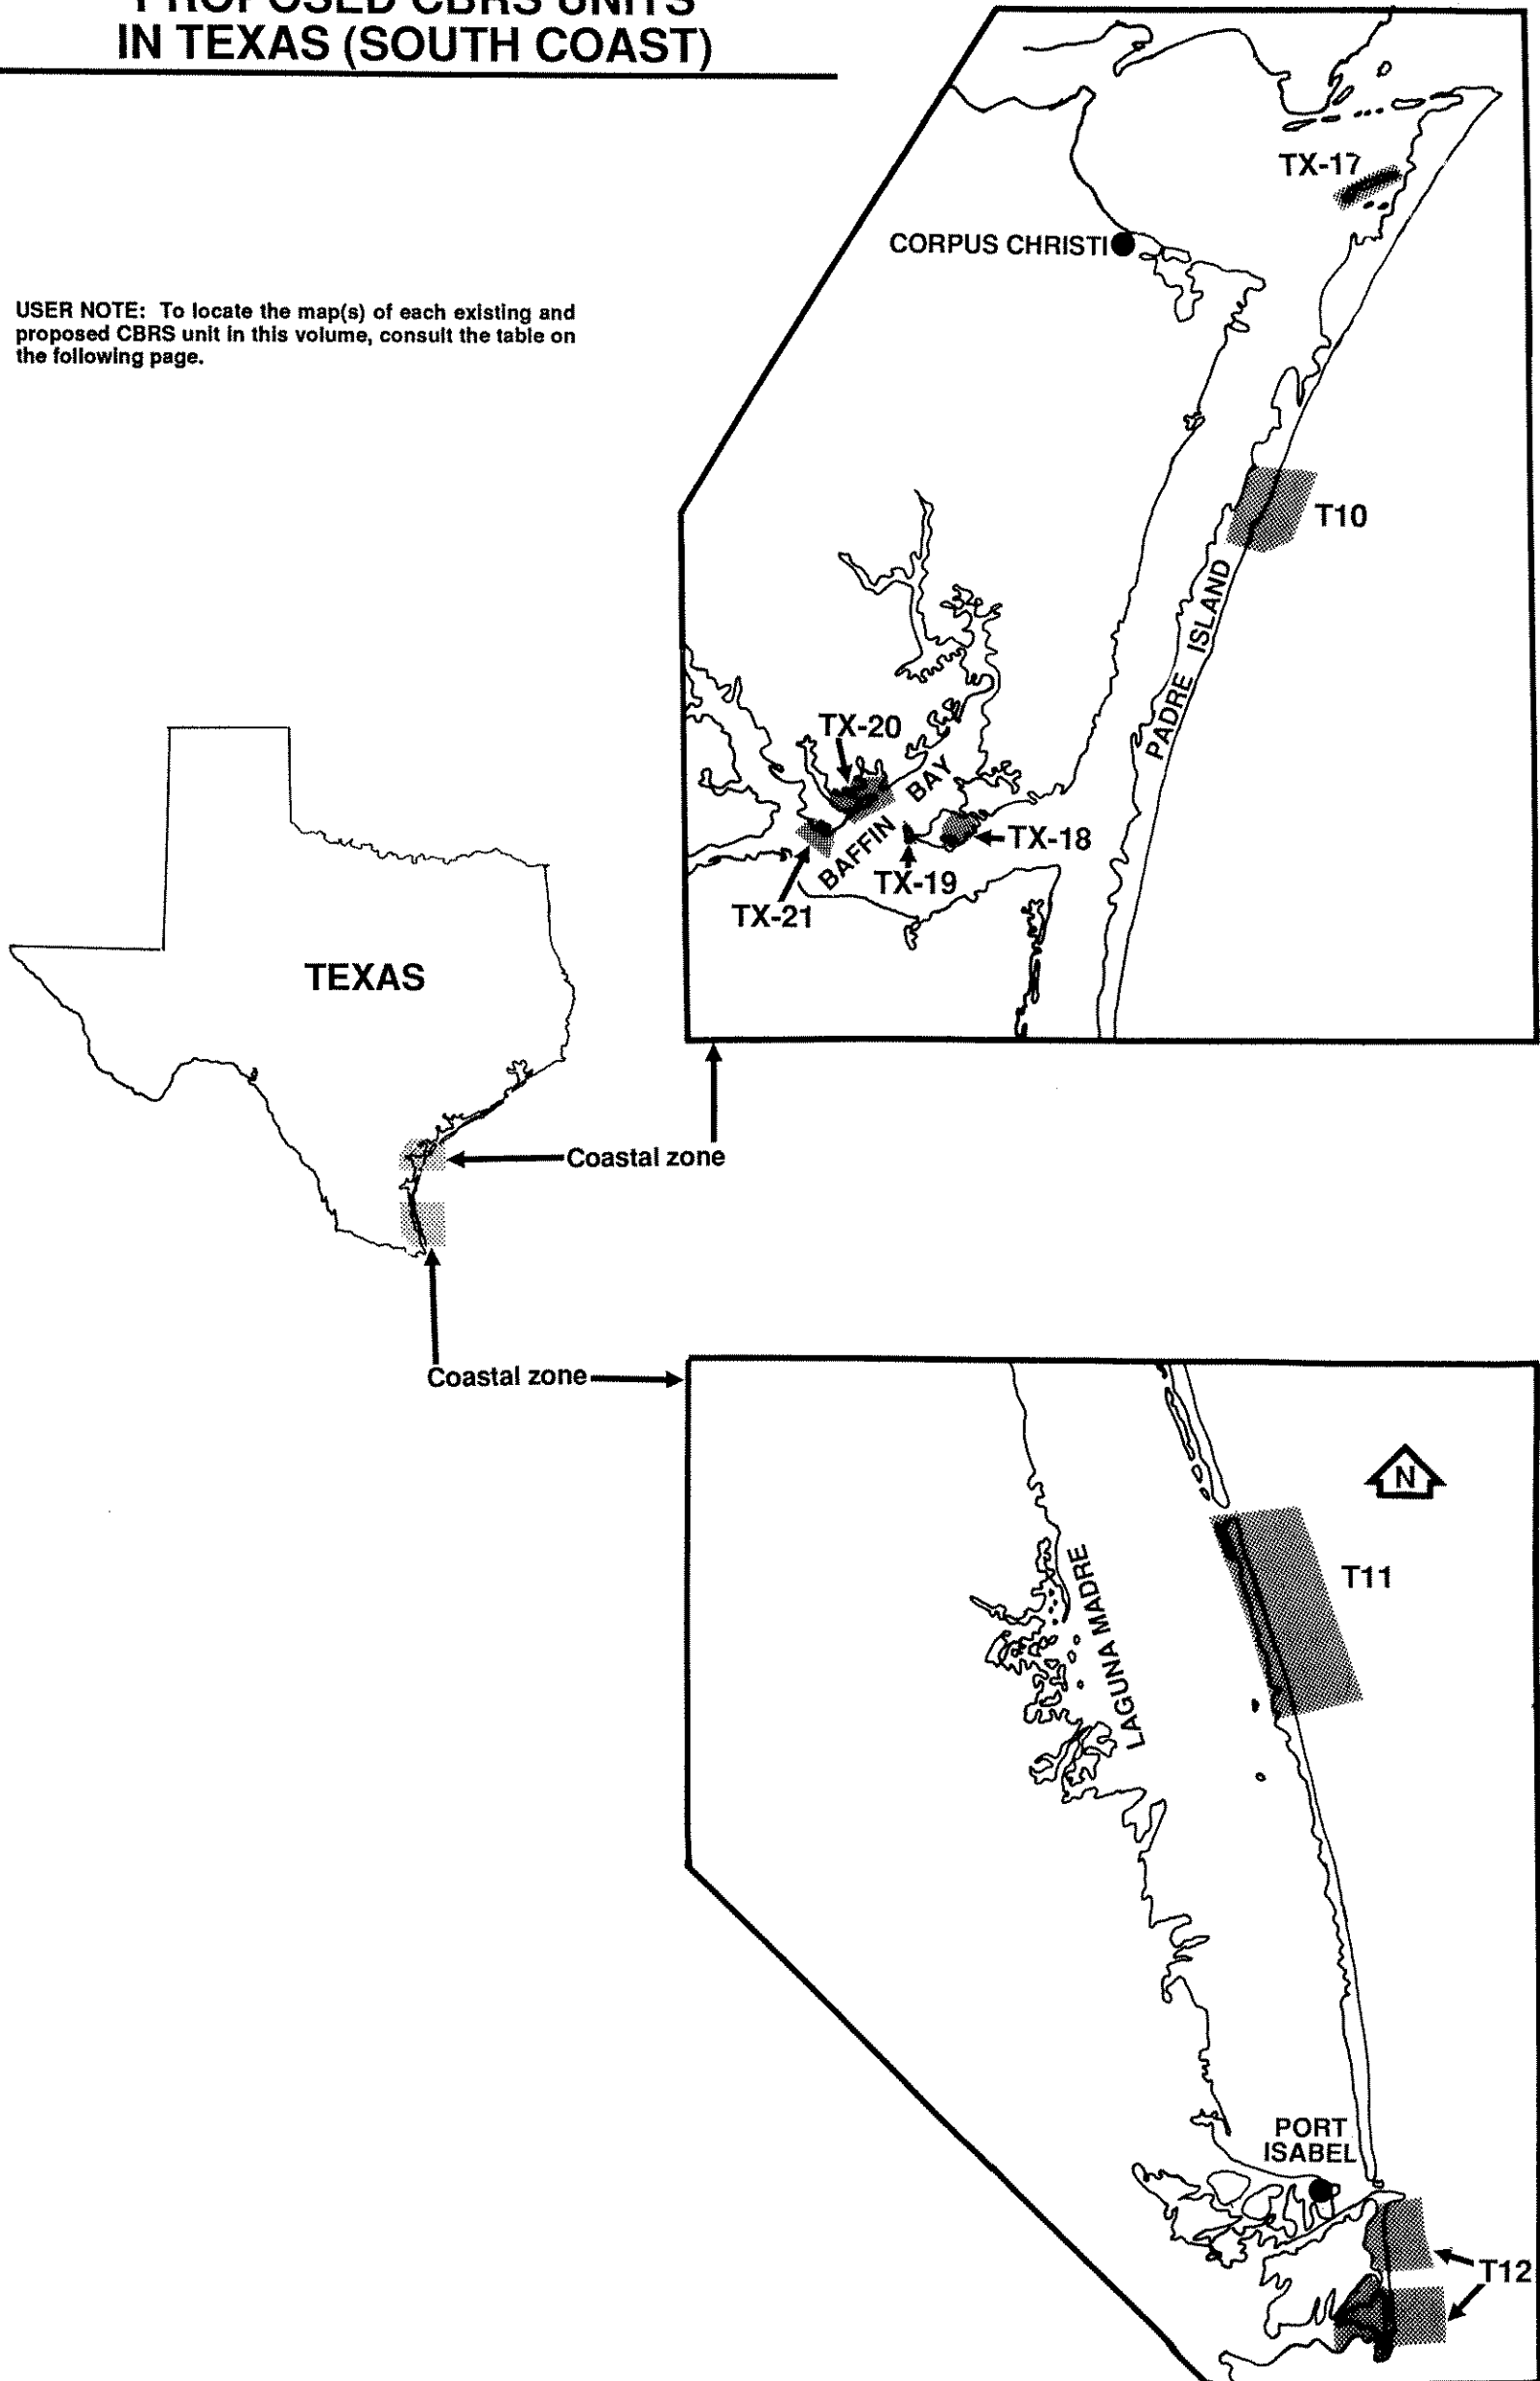 PROPOSED CBRS UNITS
IN TEXAS (SOUTH COAST)
USER NOTE: To locate the map(s) of each existing and
proposed CBRS unit in this volume, consult the table on
the following page.
TX-17
CORPUS CHRISTI
T10
PADRE ISLAND
TX-20
BAFFIN BAY
TX-18
TX-19
TX-21
TEXAS
Coastal zone
Coastal zone
N
T11
LAGUNA MADRE
PORT
ISABEL
T12